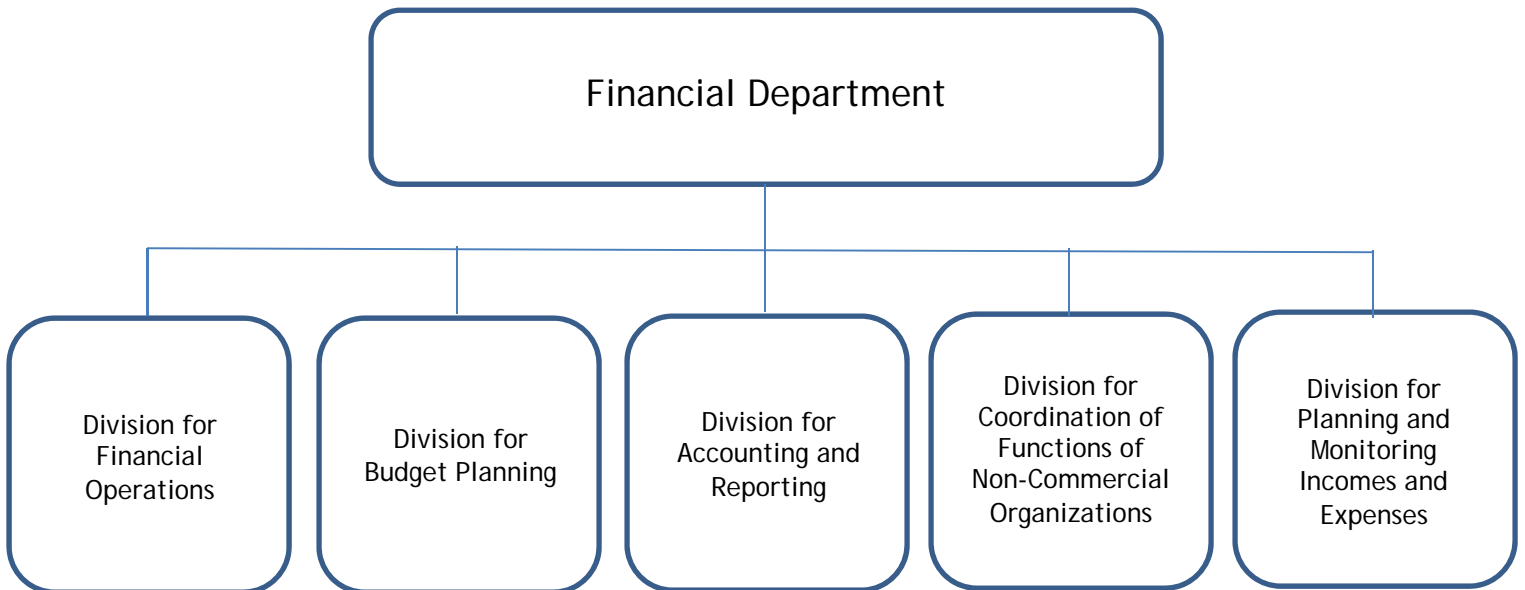 Financial Department
Division for
Financial
Operations
Division for
Budget Planning
Division for
Accounting and
Reporting
Division for
Coordination of
Functions of
Non-Commercial
Organizations
Division for
Planning and
Monitoring
Incomes and
Expenses